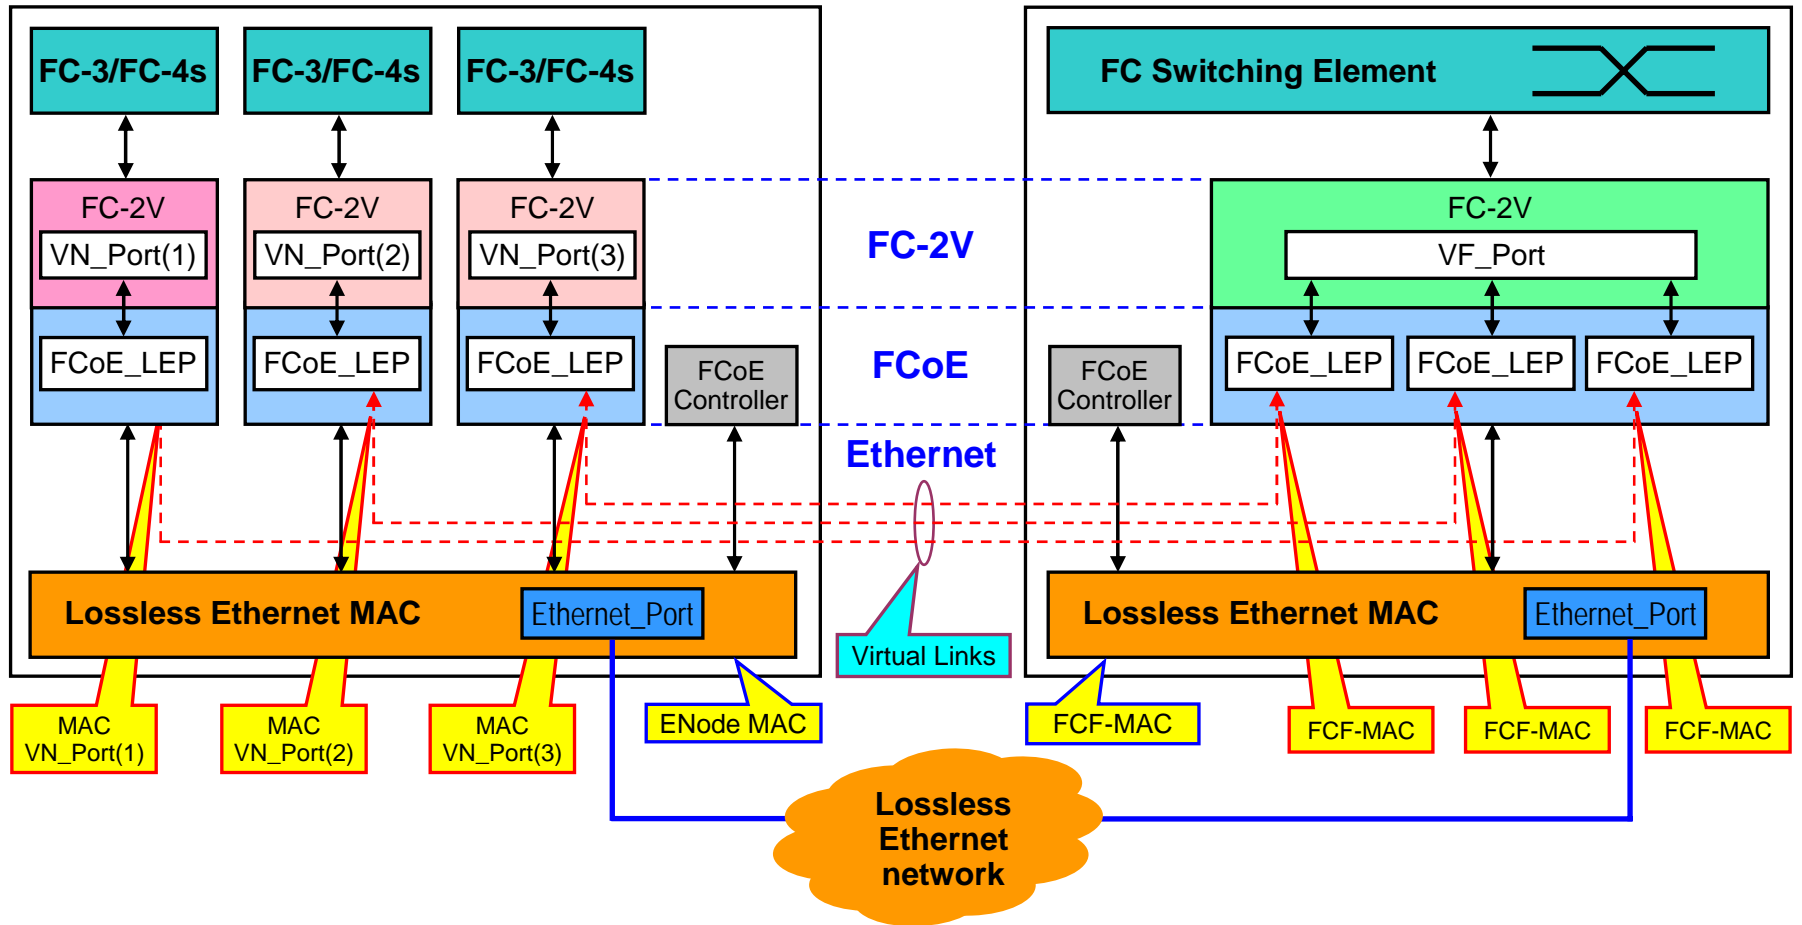 FC-3/FC-4s
FC-3/FC-4s
FC-3/FC-4s
FC Switching Element
FC-2V
FC-2V
FC-2V
FC-2V
FC-2V
VN_Port(1)
VN_Port(2)
VN_Port(3)
VF_Port
FCoE_LEP
FCoE_LEP
FCoE_LEP
FCoE
Controller
FCoE
FCoE
Controller
FCoE_LEP
FCoE_LEP
FCoE_LEP
Ethernet
Lossless Ethernet MAC
Ethernet_Port
Virtual Links
Lossless Ethernet MAC
Ethernet_Port
MAC
VN_Port(1)
MAC
VN_Port(2)
MAC
VN_Port(3)
ENode MAC
FCF-MAC
FCF-MAC
FCF-MAC
FCF-MAC
Lossless
Ethernet
network